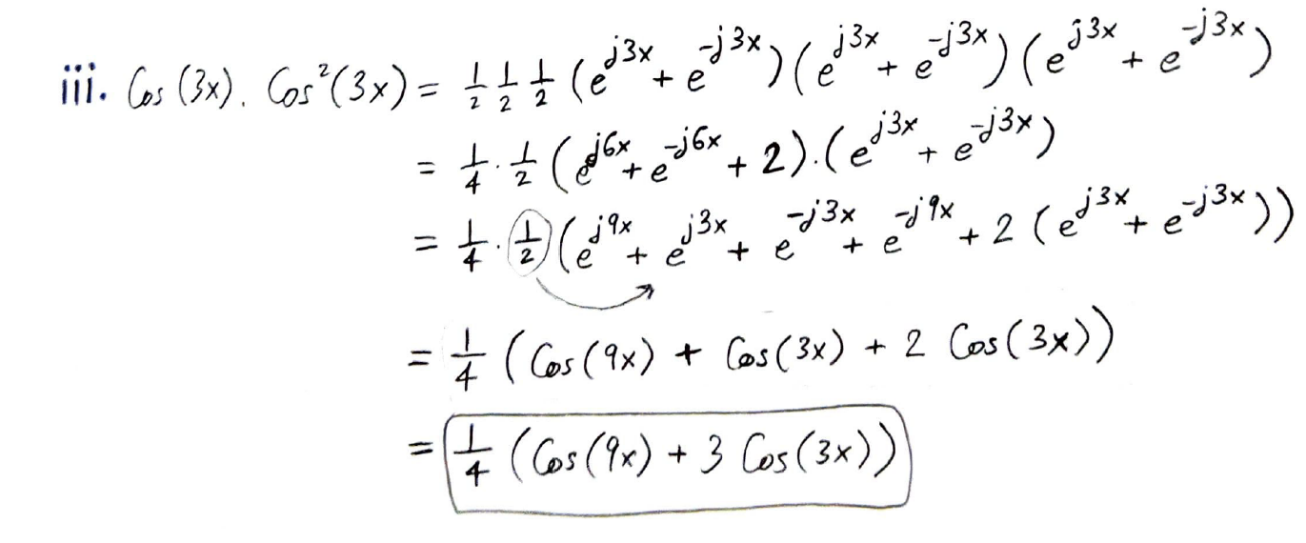 iii. Cos (3x). Cos²(3x) = 1/2 1/2 1/2 (e^{j3x} + e^{-j3x})(e^{j3x} + e^{-j3x})(e^{j3x} + e^{-j3x})
= 1/4 . 1/2 (e^{j6x} + e^{-j6x} + 2).(e^{j3x} + e^{-j3x})
= 1/4 . 1/2 (e^{j9x} + e^{j3x} + e^{-j3x} + e^{-j9x} + 2 (e^{j3x} + e^{-j3x}))
= 1/4 (Cos(9x) + Cos(3x) + 2 Cos(3x))
= 1/4 (Cos(9x) + 3 Cos(3x))